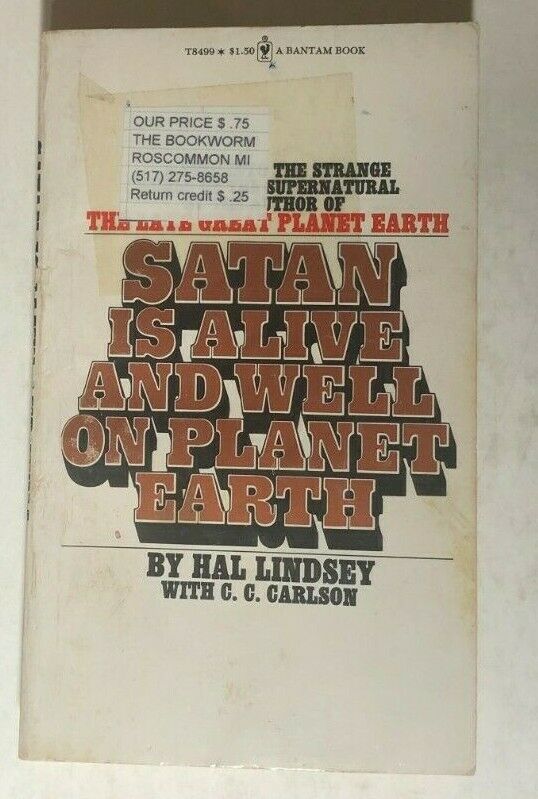 T8499 ★ $1.50 A BANTAM BOOK
OUR PRICE $ .75
THE BOOKWORM
ROSCOMMON MI
(517) 275-8658
Return credit $ .25
THE STRANGE
SUPERNATURAL
OF
THE LATE GREAT PLANET EARTH
SATAN
IS ALIVE
AND WELL
ON PLANET
EARTH
BY HAL LINDSEY
WITH C. C. CARLSON